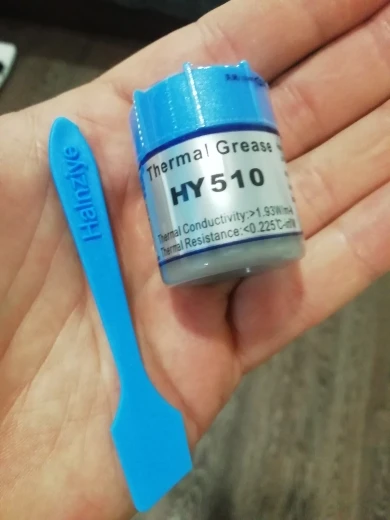 Thermal Grease
HY510
Thermal Conductivity:>1.93W/m-k
Thermal Resistance:<0.225℃-in²/W
Halnziye